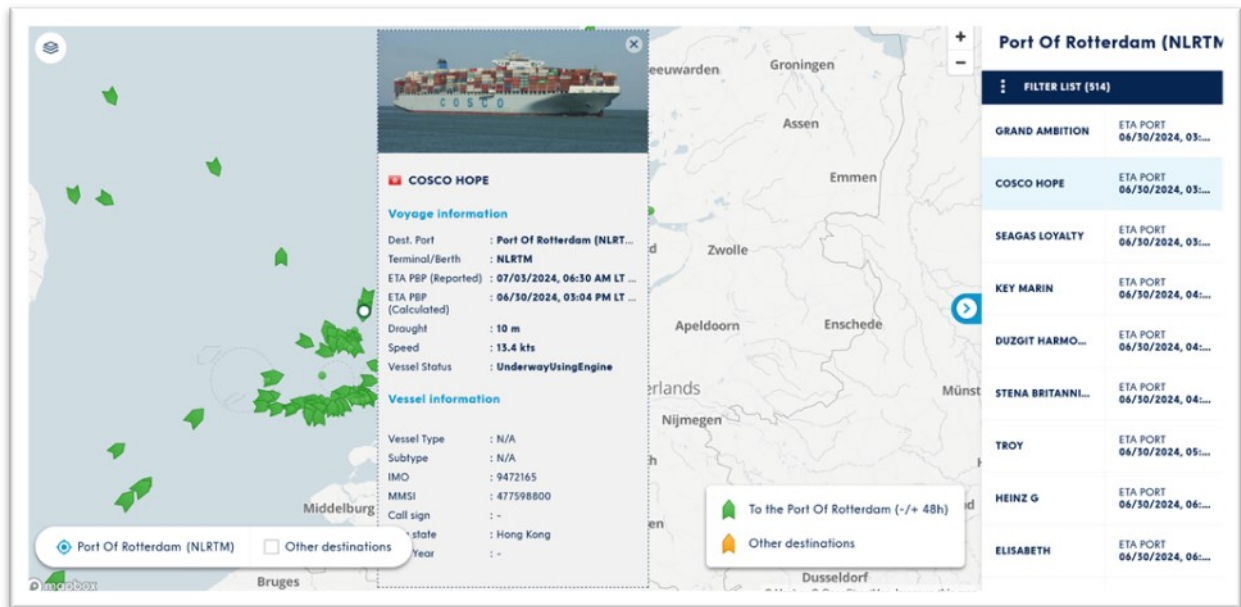 eeuwarden
Groningen
Assen
Emmen
Zwolle
Apeldoorn
Enschede
erlands
Münst
Nijmegen
Middelburg
Bruges
Dusseldorf
mapbox
Port Of Rotterdam (NLRTM)
Other destinations
COSCO
COSCO HOPE
Voyage information
Dest. Port : Port Of Rotterdam (NLRT...
Terminal/Berth : NLRTM
ETA PBP (Reported) : 07/03/2024, 06:30 AM LT ...
ETA PBP : 06/30/2024, 03:04 PM LT ...
(Calculated)
Draught : 10 m
Speed : 13.4 kts
Vessel Status : UnderwayUsingEngine
Vessel information
Vessel Type : N/A
Subtype : N/A
IMO : 9472165
MMSI : 477598800
Call sign : -
state : Hong Kong
Year : -
To the Port Of Rotterdam (-/+ 48h)
Other destinations
+
−
Port Of Rotterdam (NLRTM
FILTER LIST (514)
GRAND AMBITION ETA PORT
06/30/2024, 03:...
COSCO HOPE ETA PORT
06/30/2024, 03:...
SEAGAS LOYALTY ETA PORT
06/30/2024, 03:...
KEY MARIN ETA PORT
06/30/2024, 04:...
DUZGIT HARMO... ETA PORT
06/30/2024, 04:...
STENA BRITANNI... ETA PORT
06/30/2024, 04:...
TROY ETA PORT
06/30/2024, 05:...
HEINZ G ETA PORT
06/30/2024, 06:...
ELISABETH ETA PORT
06/30/2024, 06:...